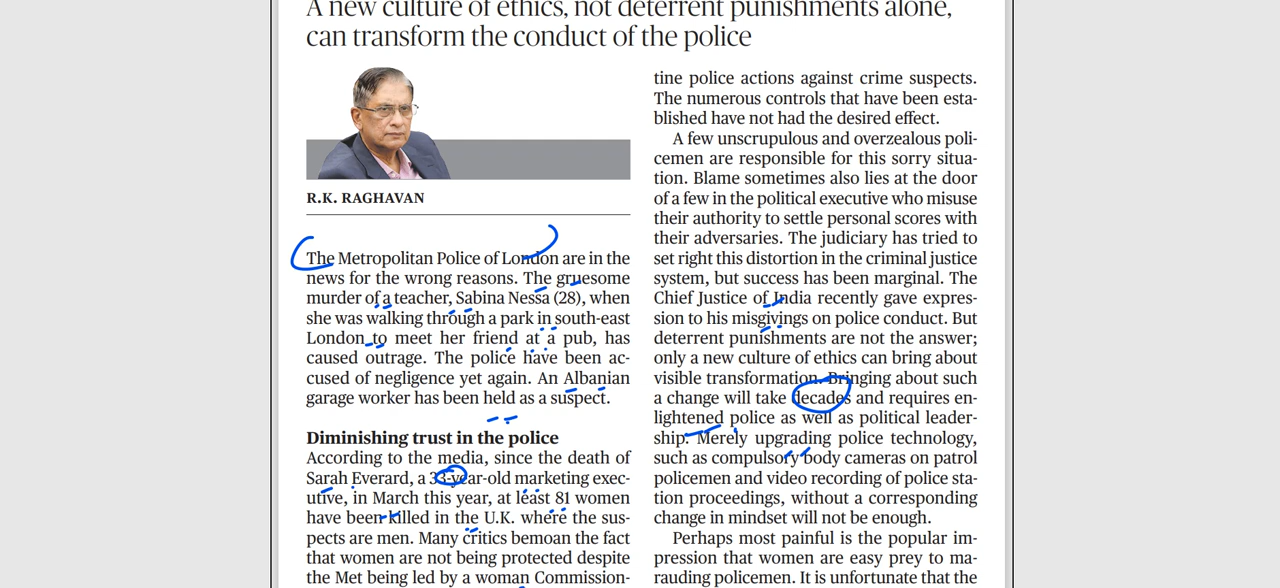 A new culture of ethics, not deterrent punishments alone,
can transform the conduct of the police
R.K. RAGHAVAN
The Metropolitan Police of London are in the
news for the wrong reasons. The gruesome
murder of a teacher, Sabina Nessa (28), when
she was walking through a park in south-east
London to meet her friend at a pub, has
caused outrage. The police have been ac-
cused of negligence yet again. An Albanian
garage worker has been held as a suspect.
Diminishing trust in the police
According to the media, since the death of
Sarah Everard, a 33-year-old marketing exec-
utive, in March this year, at least 81 women
have been killed in the U.K. where the sus-
pects are men. Many critics bemoan the fact
that women are not being protected despite
the Met being led by a woman Commission-
tine police actions against crime suspects.
The numerous controls that have been esta-
blished have not had the desired effect.
A few unscrupulous and overzealous poli-
cemen are responsible for this sorry situa-
tion. Blame sometimes also lies at the door
of a few in the political executive who misuse
their authority to settle personal scores with
their adversaries. The judiciary has tried to
set right this distortion in the criminal justice
system, but success has been marginal. The
Chief Justice of India recently gave expres-
sion to his misgivings on police conduct. But
deterrent punishments are not the answer;
only a new culture of ethics can bring about
visible transformation. Bringing about such
a change will take decades and requires en-
lightened police as well as political leader-
ship. Merely upgrading police technology,
such as compulsory body cameras on patrol
policemen and video recording of police sta-
tion proceedings, without a corresponding
change in mindset will not be enough.
Perhaps most painful is the popular im-
pression that women are easy prey to ma-
rauding policemen. It is unfortunate that the